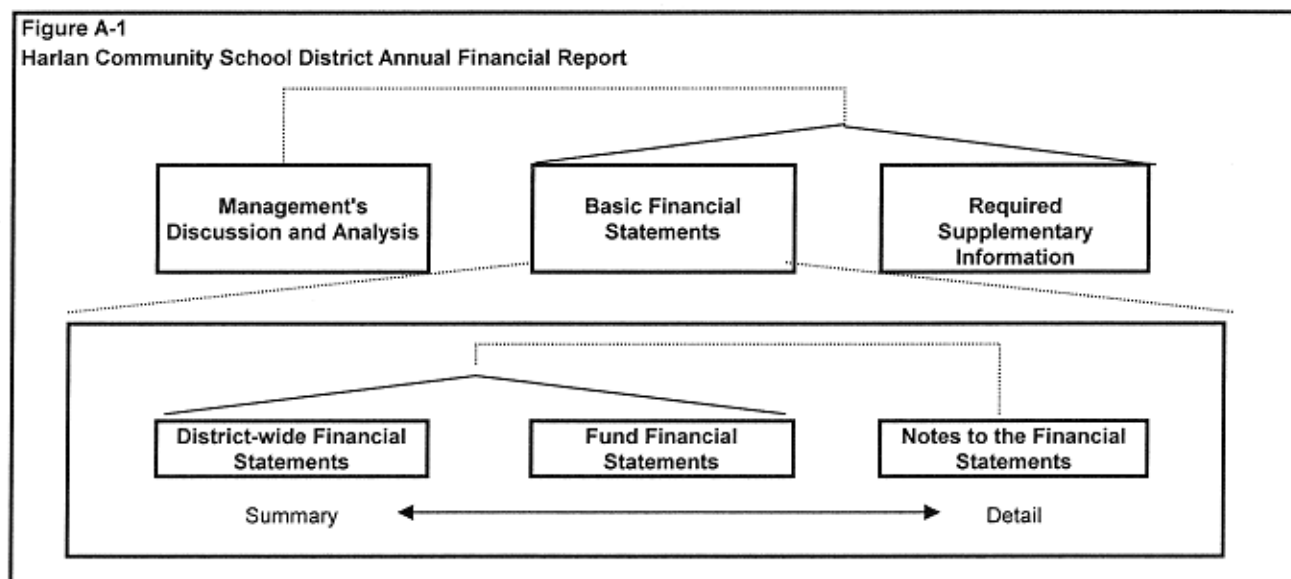 Figure A-1
Harlan Community School District Annual Financial Report
Management's
Discussion and Analysis
Basic Financial
Statements
Required
Supplementary
Information
District-wide Financial
Statements
Fund Financial
Statements
Notes to the Financial
Statements
Summary
Detail